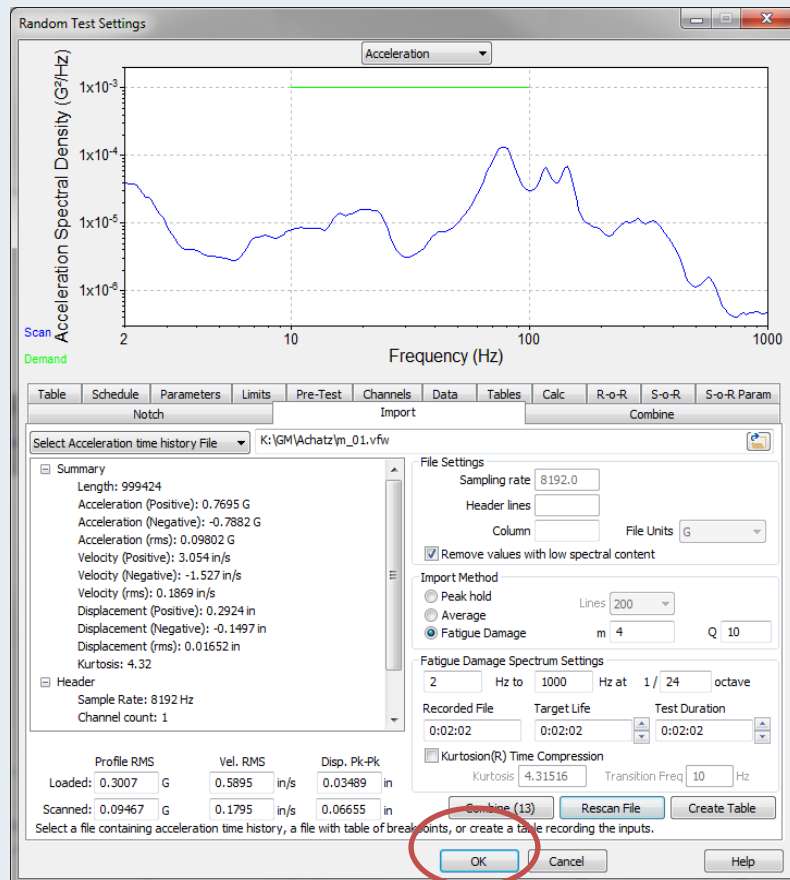 Random Test Settings
Acceleration
Acceleration Spectral Density (G²/Hz)
1x10-3
1x10-4
1x10-5
1x10-6
Scan
Demand
2 10 100 1000
Frequency (Hz)
Table Schedule Parameters Limits Pre-Test Channels Data Tables Calc R-o-R S-o-R S-o-R Param
Notch Import Combine
Select Acceleration time history File K:\GM\Achatz\m_01.vfw
Summary
Length: 999424
Acceleration (Positive): 0.7695 G
Acceleration (Negative): -0.7882 G
Acceleration (rms): 0.09802 G
Velocity (Positive): 3.054 in/s
Velocity (Negative): -1.527 in/s
Velocity (rms): 0.1869 in/s
Displacement (Positive): 0.2924 in
Displacement (Negative): -0.1497 in
Displacement (rms): 0.01652 in
Kurtosis: 4.32
Header
Sample Rate: 8192 Hz
Channel count: 1
File Settings
Sampling rate 8192.0
Header lines
Column File Units G
Remove values with low spectral content
Import Method
Peak hold
Lines 200
Average
Fatigue Damage m 4 Q 10
Fatigue Damage Spectrum Settings
2 Hz to 1000 Hz at 1 / 24 octave
Recorded File Target Life Test Duration
0:02:02 0:02:02 0:02:02
Kurtosion(R) Time Compression
Kurtosis 4.31516 Transition Freq 10 Hz
Profile RMS Vel. RMS Disp. Pk-Pk
Loaded: 0.3007 G 0.5895 in/s 0.03489 in
Scanned: 0.09467 G 0.1795 in/s 0.06655 in
Combine (13) Rescan File Create Table
Select a file containing acceleration time history, a file with table of breakpoints, or create a table recording the inputs.
OK Cancel Help